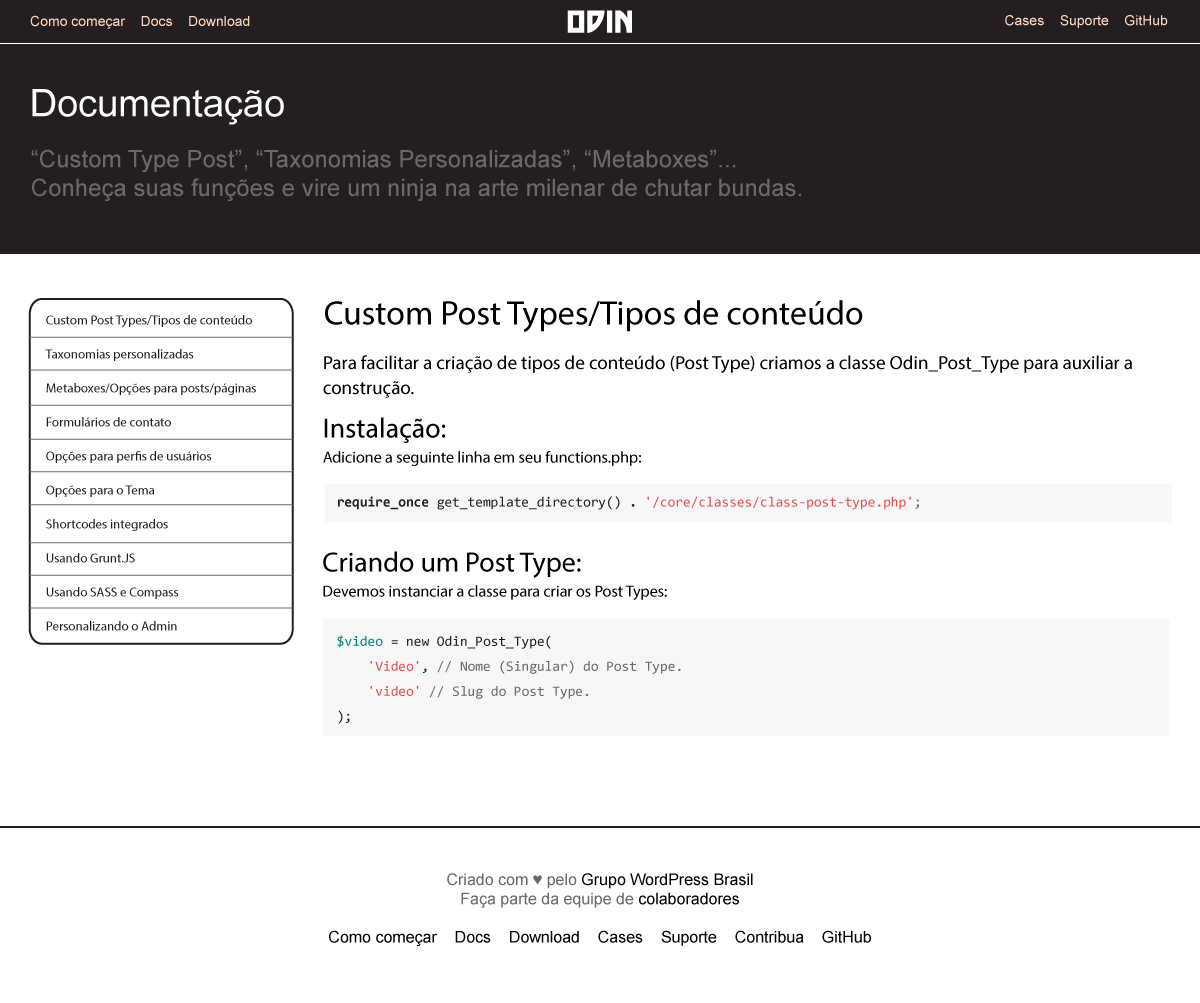 Como começar Docs Download ODIN Cases Suporte GitHub
Documentação
“Custom Type Post”, “Taxonomias Personalizadas”, “Metaboxes”...
Conheça suas funções e vire um ninja na arte milenar de chutar bundas.
Custom Post Types/Tipos de conteúdo
Taxonomias personalizadas
Metaboxes/Opções para posts/páginas
Formulários de contato
Opções para perfis de usuários
Opções para o Tema
Shortcodes integrados
Usando Grunt.JS
Usando SASS e Compass
Personalizando o Admin
Custom Post Types/Tipos de conteúdo
Para facilitar a criação de tipos de conteúdo (Post Type) criamos a classe Odin_Post_Type para auxiliar a
construção.
Instalação:
Adicione a seguinte linha em seu functions.php:
require_once get_template_directory() . '/core/classes/class-post-type.php';
Criando um Post Type:
Devemos instanciar a classe para criar os Post Types:
$video = new Odin_Post_Type(
    'Video', // Nome (Singular) do Post Type.
    'video' // Slug do Post Type.
);
Criado com ♥ pelo Grupo WordPress Brasil
Faça parte da equipe de colaboradores
Como começar Docs Download Cases Suporte Contribua GitHub